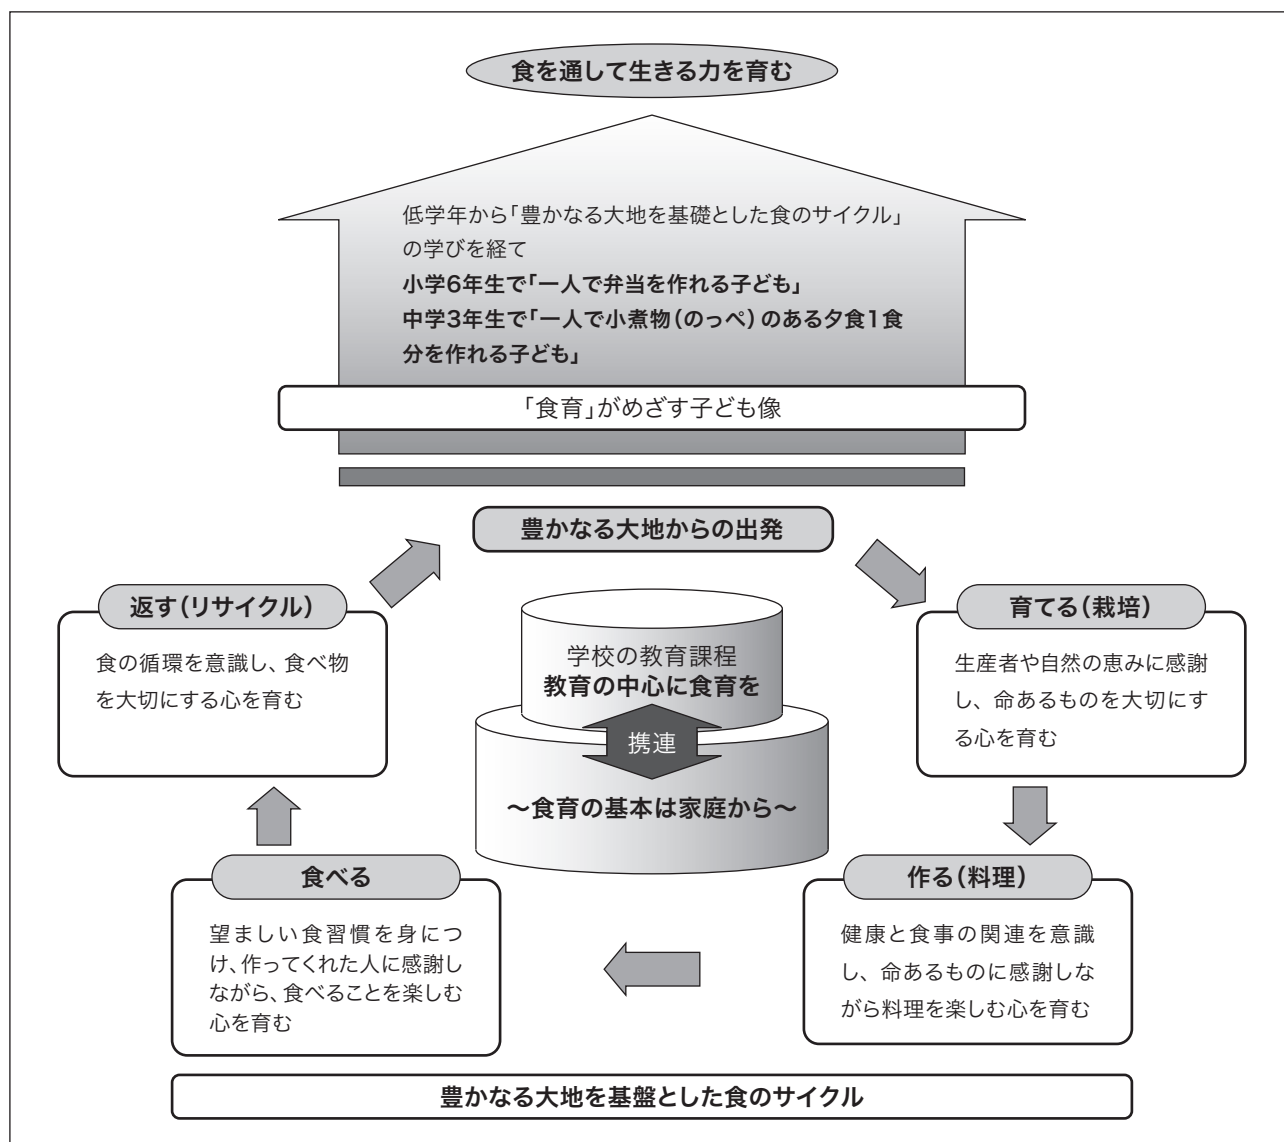 食を通して生きる力を育む
低学年から「豊かなる大地を基礎とした食のサイクル」
の学びを経て
小学6年生で「一人で弁当を作れる子ども」
中学3年生で「一人で小煮物(のっぺ)のある夕食1食
分を作れる子ども」
「食育」がめざす子ども像
豊かなる大地からの出発
返す(リサイクル)
食の循環を意識し、食べ物
を大切にする心を育む
学校の教育課程
教育の中心に食育を
携連
〜食育の基本は家庭から〜
育てる(栽培)
生産者や自然の恵みに感謝
し、命あるものを大切にす
る心を育む
食べる
望ましい食習慣を身につ
け、作ってくれた人に感謝し
ながら、食べることを楽しむ
心を育む
作る(料理)
健康と食事の関連を意識
し、命あるものに感謝しな
がら料理を楽しむ心を育む
豊かなる大地を基盤とした食のサイクル